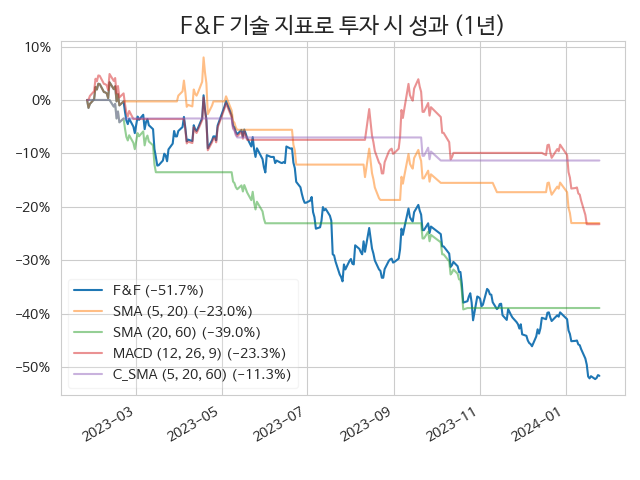 F&F 기술 지표로 투자 시 성과 (1년)
10%
0%
−10%
−20%
−30%
−40%
−50%
F&F (−51.7%)
SMA (5, 20) (−23.0%)
SMA (20, 60) (−39.0%)
MACD (12, 26, 9) (−23.3%)
C_SMA (5, 20, 60) (−11.3%)
2023−03
2023−05
2023−07
2023−09
2023−11
2024−01